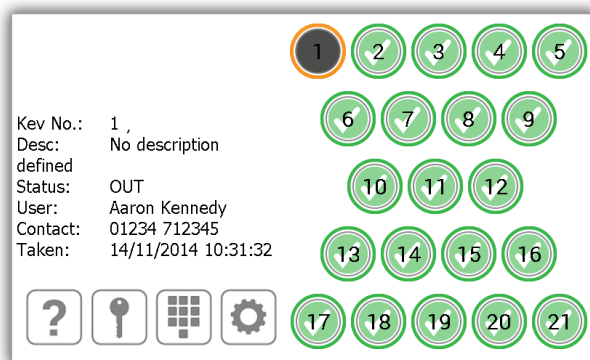 Kev No.: 1 ,
Desc: No description
defined
Status: OUT
User: Aaron Kennedy
Contact: 01234 712345
Taken: 14/11/2014 10:31:32
?
1 2 3 4 5
6 7 8 9
10 11 12
13 14 15 16
17 18 19 20 21